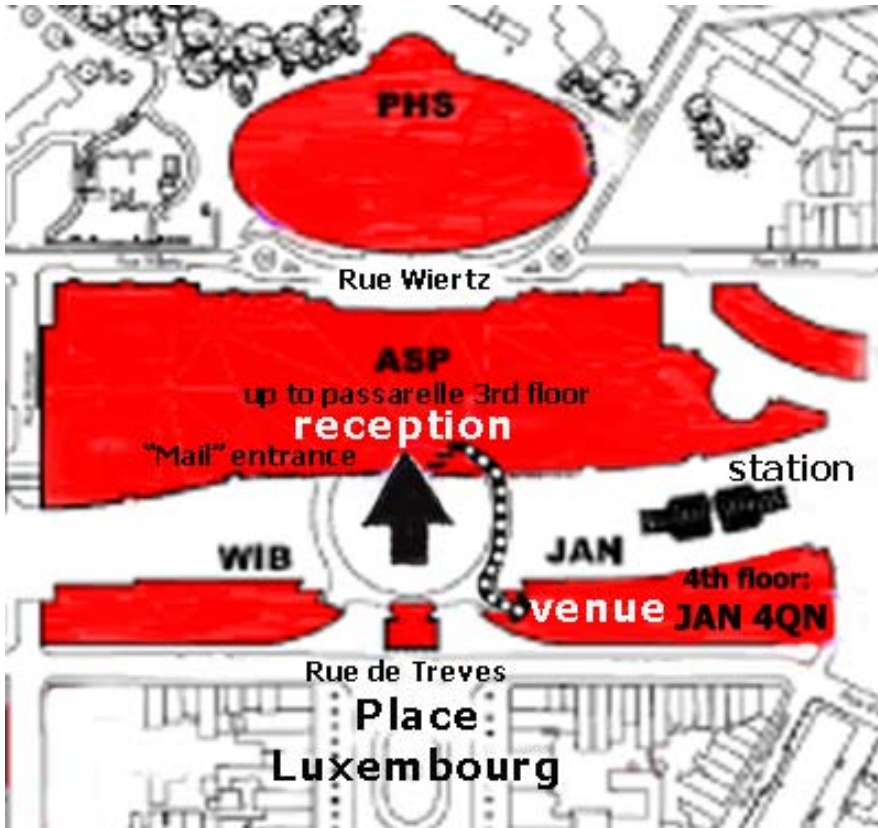 PHS
Rue Wiertz
ASP
up to passarelle 3rd floor
reception
“Mail” entrance
station
WIB
JAN
4th floor:
venue JAN 4QN
Rue de Treves
Place
Luxembourg